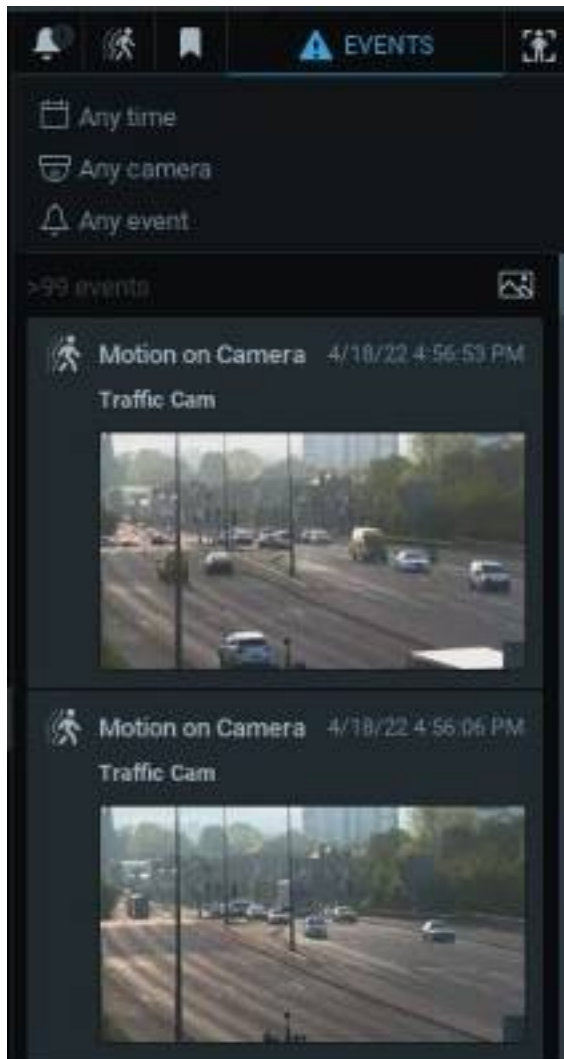 EVENTS
Any time
Any camera
Any event
>99 events
Motion on Camera 4/18/22 4:56:53 PM
Traffic Cam
Motion on Camera 4/18/22 4:56:06 PM
Traffic Cam